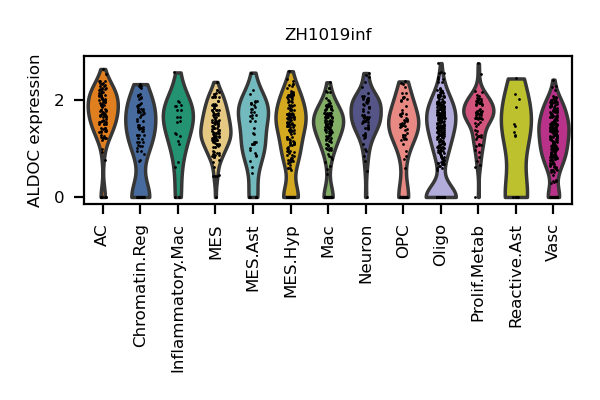 ZH1019inf
ALDOC expression
2
0
AC
Chromatin.Reg
Inflammatory.Mac
MES
MES.Ast
MES.Hyp
Mac
Neuron
OPC
Oligo
Prolif.Metab
Reactive.Ast
Vasc